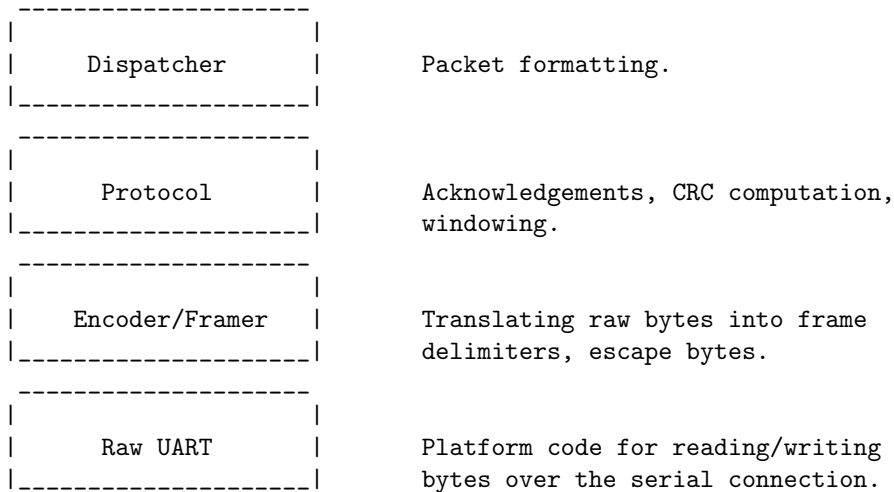 Dispatcher Packet formatting.
Protocol Acknowledgements, CRC computation,
windowing.
Encoder/Framer Translating raw bytes into frame
delimiters, escape bytes.
Raw UART Platform code for reading/writing
bytes over the serial connection.